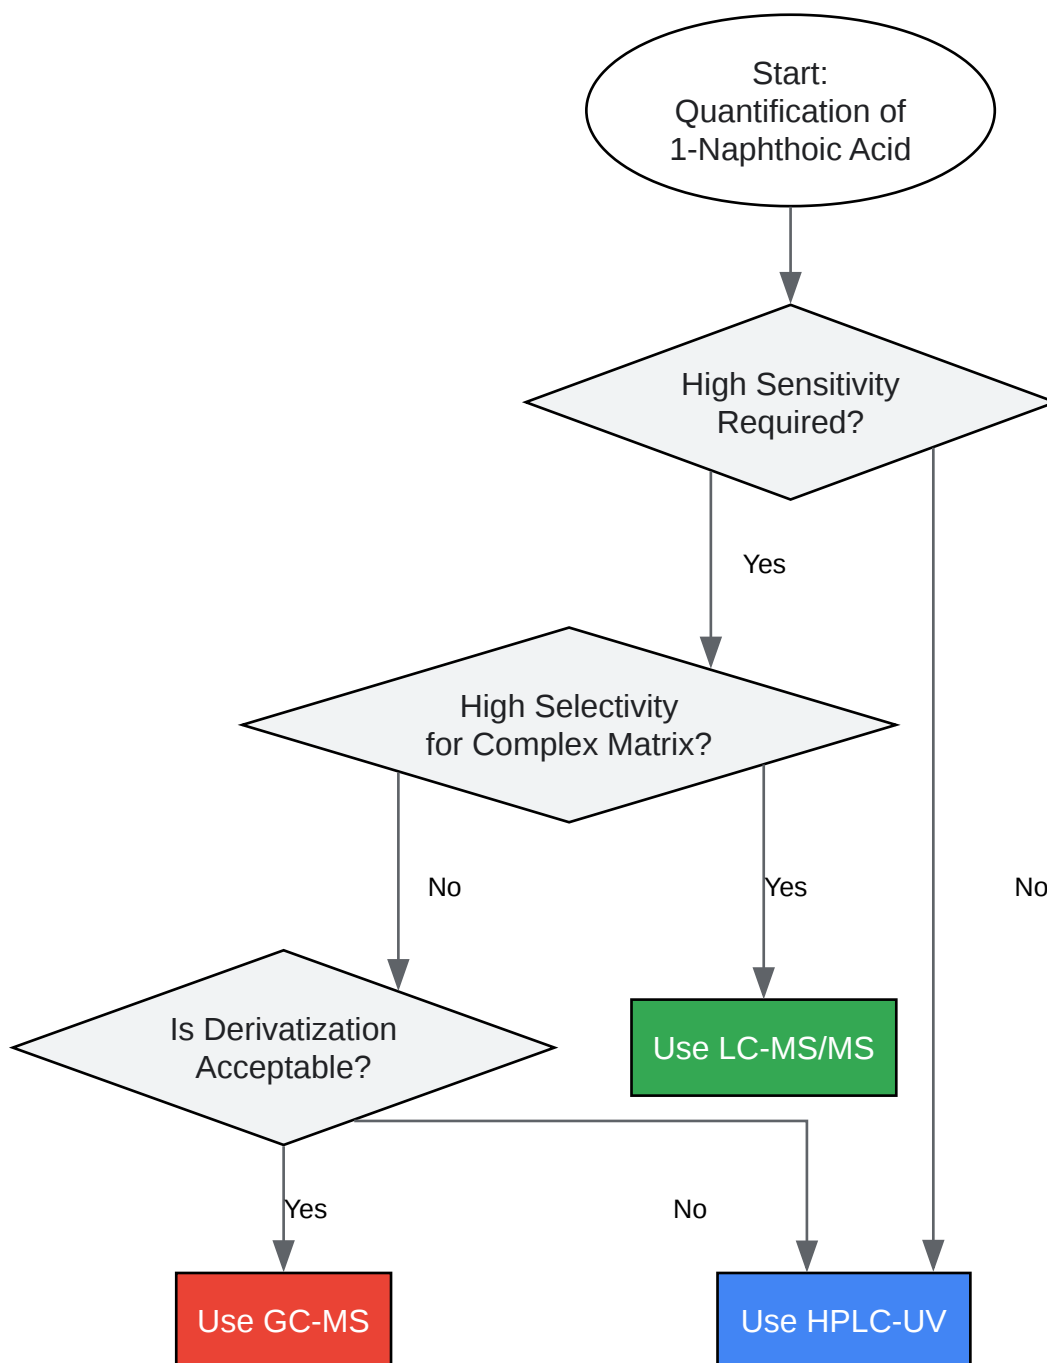 Start:
Quantification of
1-Naphthoic Acid
High Sensitivity
Required?
Yes
High Selectivity
for Complex Matrix?
No
Yes
No
Is Derivatization
Acceptable?
Use LC-MS/MS
Yes
No
Use GC-MS
Use HPLC-UV